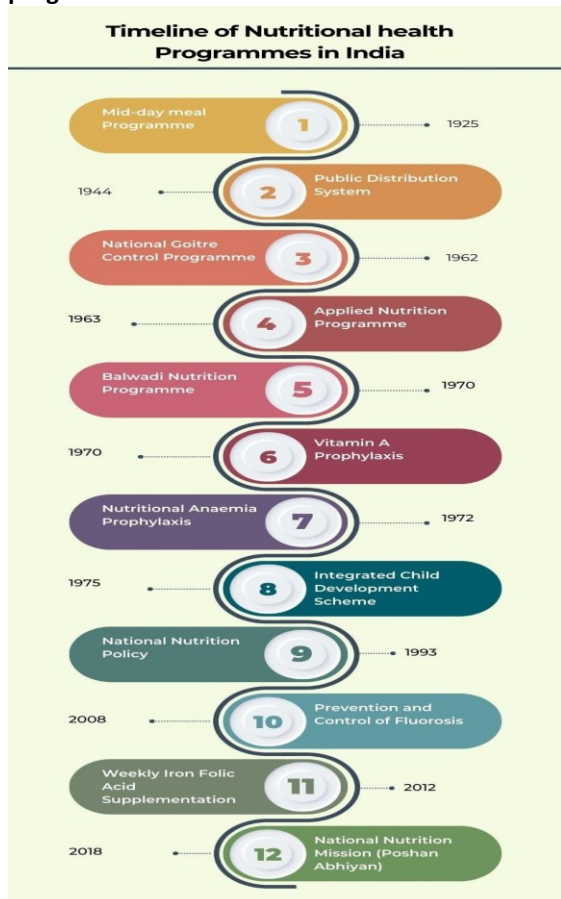 Timeline of Nutritional health
Programmes in India
Mid-day meal
Programme
1
1925
1944
2
Public Distribution
System
National Goitre
Control Programme
3
1962
1963
4
Applied Nutrition
Programme
Balwadi Nutrition
Programme
5
1970
1970
6
Vitamin A
Prophylaxis
Nutritional Anaemia
Prophylaxis
7
1972
1975
8
Integrated Child
Development
Scheme
National Nutrition
Policy
9
1993
2008
10
Prevention and
Control of Fluorosis
Weekly Iron Folic
Acid
Supplementation
11
2012
2018
12
National Nutrition
Mission (Poshan
Abhiyan)